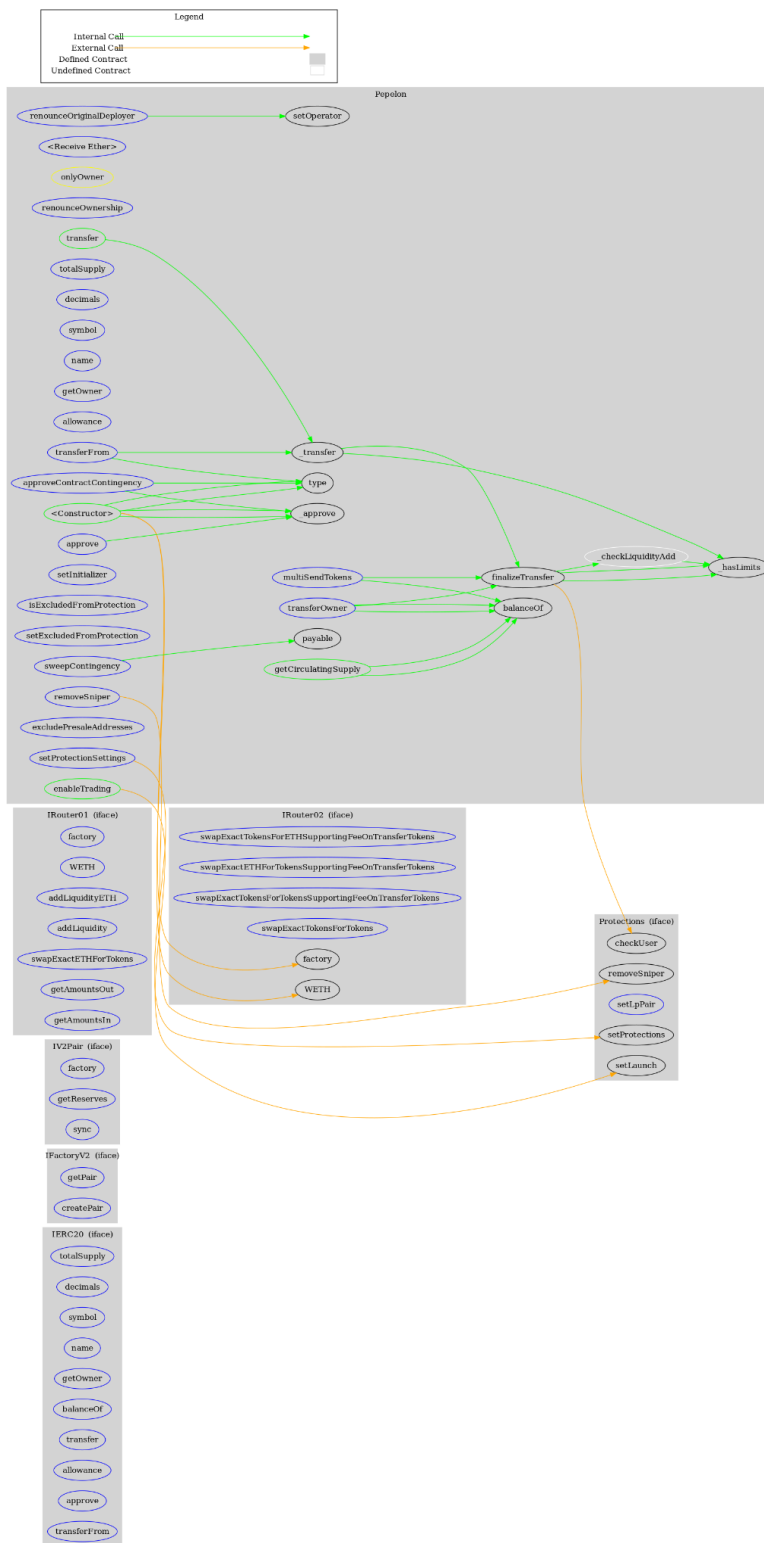 Legend
Internal Call
External Call
Defined Contract
Undefined Contract
Pepelon
renounceOriginalDeployer
setOperator
<Receive Ether>
onlyOwner
renounceOwnership
transfer
totalSupply
decimals
symbol
name
getOwner
allowance
transferFrom
_transfer
approveContractContingency
type
<Constructor>
_approve
approve
_checkLiquidityAdd
_hasLimits
setInitializer
multiSendTokens
finalizeTransfer
isExcludedFromProtection
transferOwner
balanceOf
setExcludedFromProtection
payable
sweepContingency
getCirculatingSupply
removeSniper
excludePresaleAddresses
setProtectionSettings
enableTrading
IRouter01 (iface)
factory
WETH
addLiquidityETH
addLiquidity
swapExactETHForTokens
getAmountsOut
getAmountsIn
IRouter02 (iface)
swapExactTokensForETHSupportingFeeOnTransferTokens
swapExactETHForTokensSupportingFeeOnTransferTokens
swapExactTokensForTokensSupportingFeeOnTransferTokens
swapExactTokensForTokens
factory
WETH
Protections (iface)
checkUser
removeSniper
setLpPair
setProtections
setLaunch
IV2Pair (iface)
factory
getReserves
sync
IFactoryV2 (iface)
getPair
createPair
IERC20 (iface)
totalSupply
decimals
symbol
name
getOwner
balanceOf
transfer
allowance
approve
transferFrom